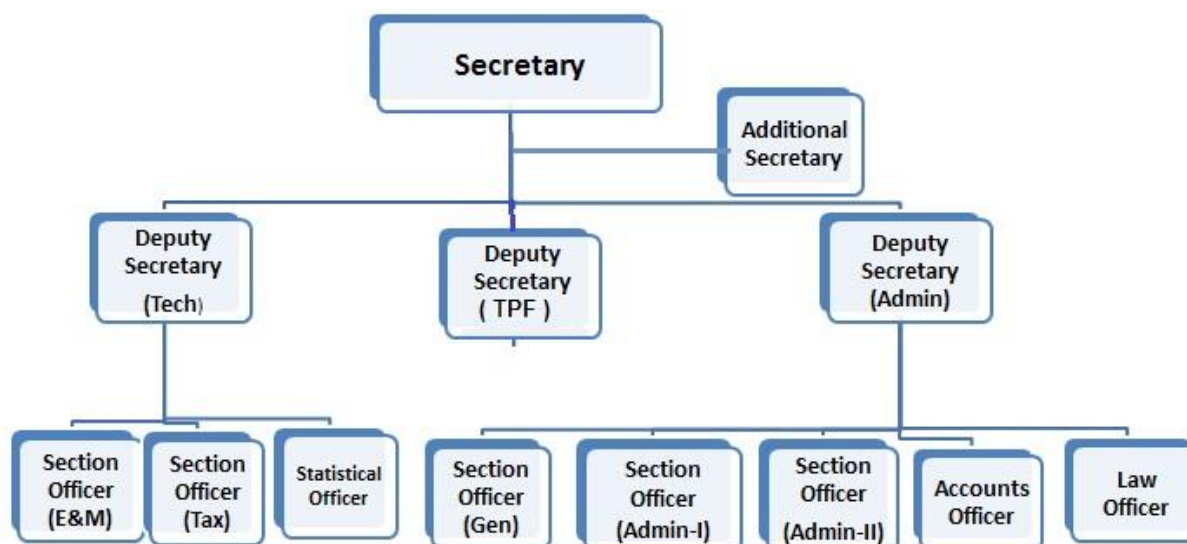 Secretary
Additional
Secretary
Deputy
Secretary
(Tech)
Deputy
Secretary
( TPF )
Deputy
Secretary
(Admin)
Section
Officer
(E&M)
Section
Officer
(Tax)
Statistical
Officer
Section
Officer
(Gen)
Section
Officer
(Admin-I)
Section
Officer
(Admin-II)
Accounts
Officer
Law
Officer